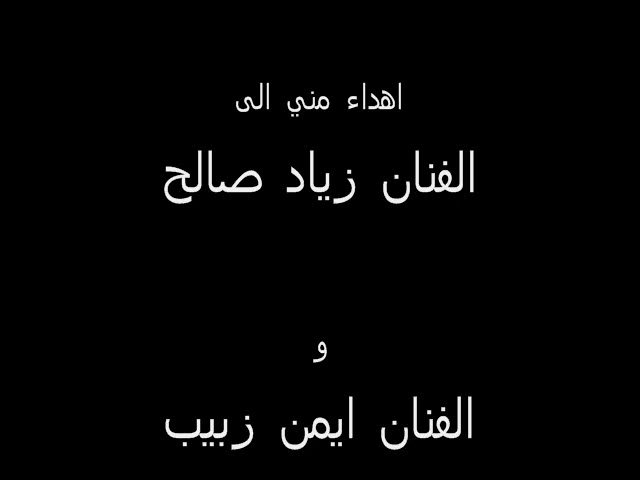 اهداء مني الى
الفنان زياد صالح
و
الفنان ايمن زبيب